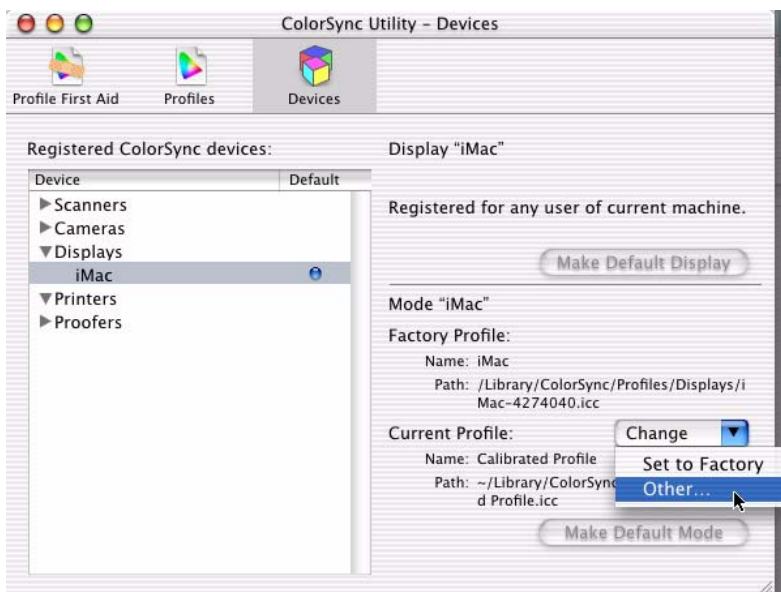 ColorSync Utility – Devices
Profile First Aid
Profiles
Devices
Registered ColorSync devices:
Device
Default
Scanners
Cameras
Displays
iMac
Printers
Proofers
Display “iMac”
Registered for any user of current machine.
Make Default Display
Mode “iMac”
Factory Profile:
Name: iMac
Path: /Library/ColorSync/Profiles/Displays/i
Mac-4274040.icc
Current Profile:
Change
Name: Calibrated Profile
Set to Factory
Path: ~/Library/ColorSync
d Profile.icc
Other...
Make Default Mode